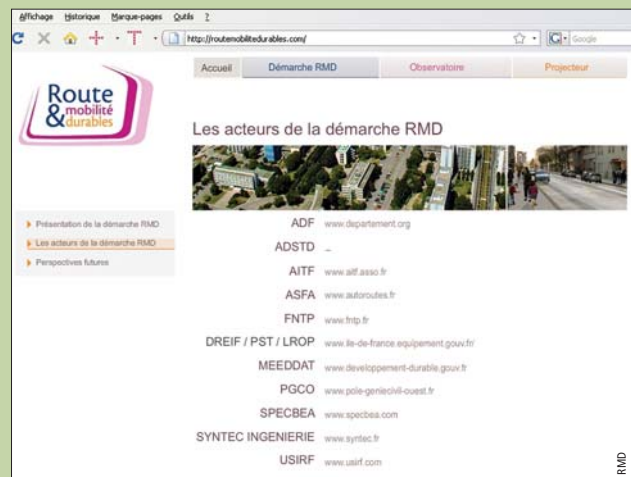 Affichage Historique Marque-pages Outils ?
http://routemobilitedurables.com/
Google
Route
& mobilité
durables
Accueil Démarche RMD Observatoire Projecteur
Les acteurs de la démarche RMD
Présentation de la démarche RMD
Les acteurs de la démarche RMD
Perspectives futures
ADF www.departement.org
ADSTD _
AITF www.aitf.asso.fr
ASFA www.autoroutes.fr
FNTP www.fntp.fr
DREIF / PST / LROP www.ile-de-france.equipement.gouv.fr/
MEEDDAT www.developpement-durable.gouv.fr
PGCO www.pole-geniecivil-ouest.fr
SPECBEA www.specbea.com
SYNTEC INGENIERIE www.syntec.fr
USIRF www.usirf.com
RMD